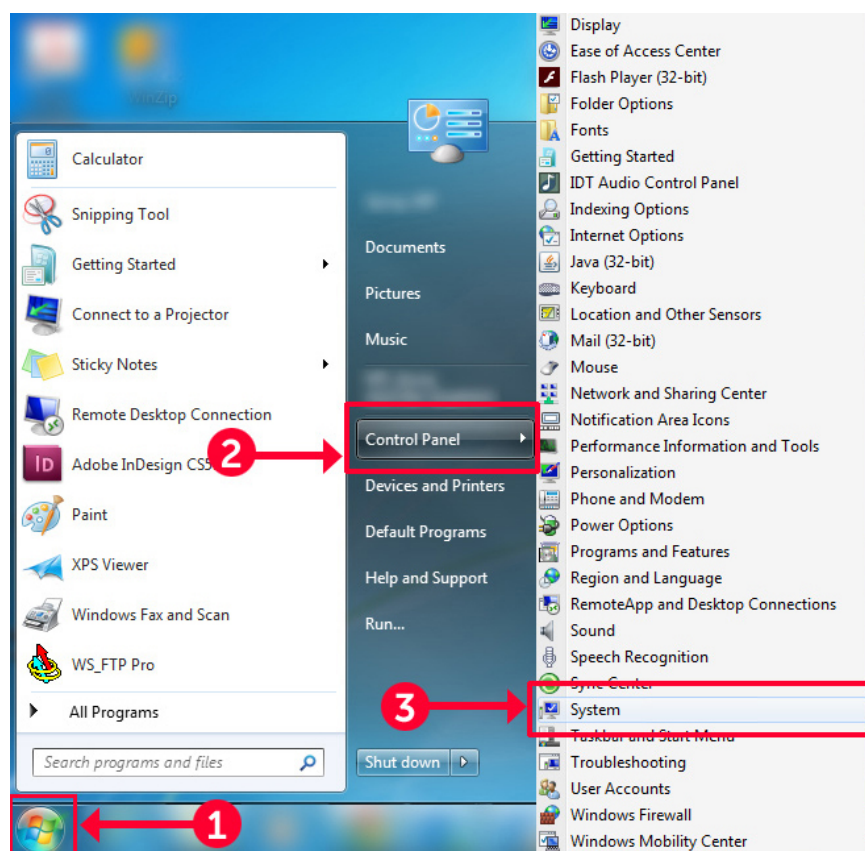 WinZip
Calculator
Snipping Tool
Getting Started
Connect to a Projector
Sticky Notes
Remote Desktop Connection
Adobe InDesign CS5
Paint
XPS Viewer
Windows Fax and Scan
WS_FTP Pro
All Programs
Search programs and files
Documents
Pictures
Music
2
Control Panel
Devices and Printers
Default Programs
Help and Support
Run...
Shut down
1
Display
Ease of Access Center
Flash Player (32-bit)
Folder Options
Fonts
Getting Started
IDT Audio Control Panel
Indexing Options
Internet Options
Java (32-bit)
Keyboard
Location and Other Sensors
Mail (32-bit)
Mouse
Network and Sharing Center
Notification Area Icons
Performance Information and Tools
Personalization
Phone and Modem
Power Options
Programs and Features
Region and Language
RemoteApp and Desktop Connections
Sound
Speech Recognition
Sync Center
3
System
Taskbar and Start Menu
Troubleshooting
User Accounts
Windows Firewall
Windows Mobility Center